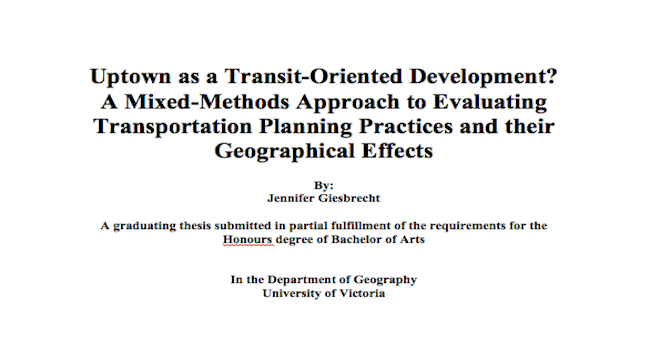 Uptown as a Transit-Oriented Development?
A Mixed-Methods Approach to Evaluating
Transportation Planning Practices and their
Geographical Effects
By:
Jennifer Giesbrecht
A graduating thesis submitted in partial fulfillment of the requirements for the
Honours degree of Bachelor of Arts
In the Department of Geography
University of Victoria